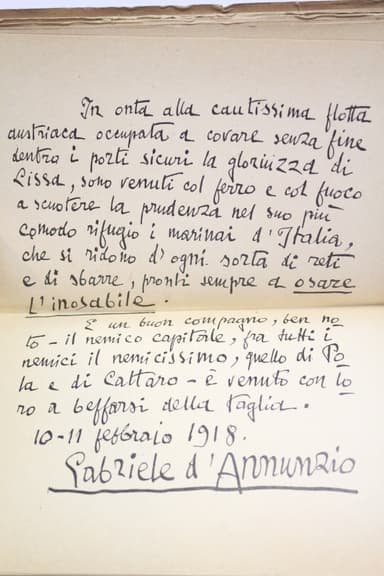 In onta alla cautissima flotta
austriaca occupata a covare senza fine
dentro i porti sicuri la gloriuzza di
Lissa, sono venuti col ferro e col fuoco
a scuotere la prudenza nel suo più
comodo rifugio i marinai d'Italia,
che si ridono d'ogni sorta di reti
e di sbarre, pronti sempre a osare
l'inosabile.
E un buon compagno, ben no-
to – il nemico capitale, fra tutti i
nemici il nemicissimo, quello di Po-
la e di Cattaro – è venuto con lo-
ro a beffarsi della taglia.
10-11 febbraio 1918.
Gabriele d'Annunzio